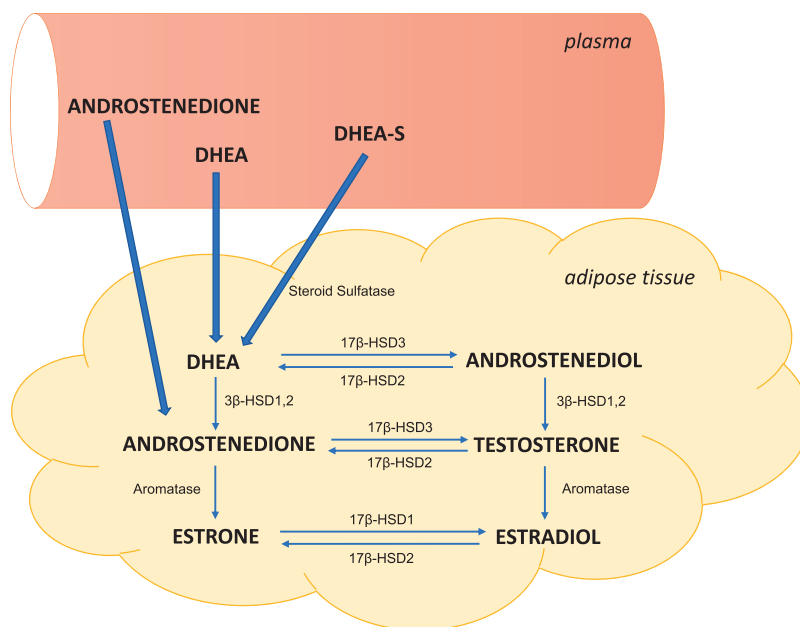 plasma
ANDROSTENEDIONE
DHEA-S
DHEA
adipose tissue
Steroid Sulfatase
17β-HSD3
DHEA
ANDROSTENEDIOL
17β-HSD2
3β-HSD1,2
3β-HSD1,2
17β-HSD3
ANDROSTENEDIONE
TESTOSTERONE
17β-HSD2
Aromatase
Aromatase
17β-HSD1
ESTRONE
ESTRADIOL
17β-HSD2